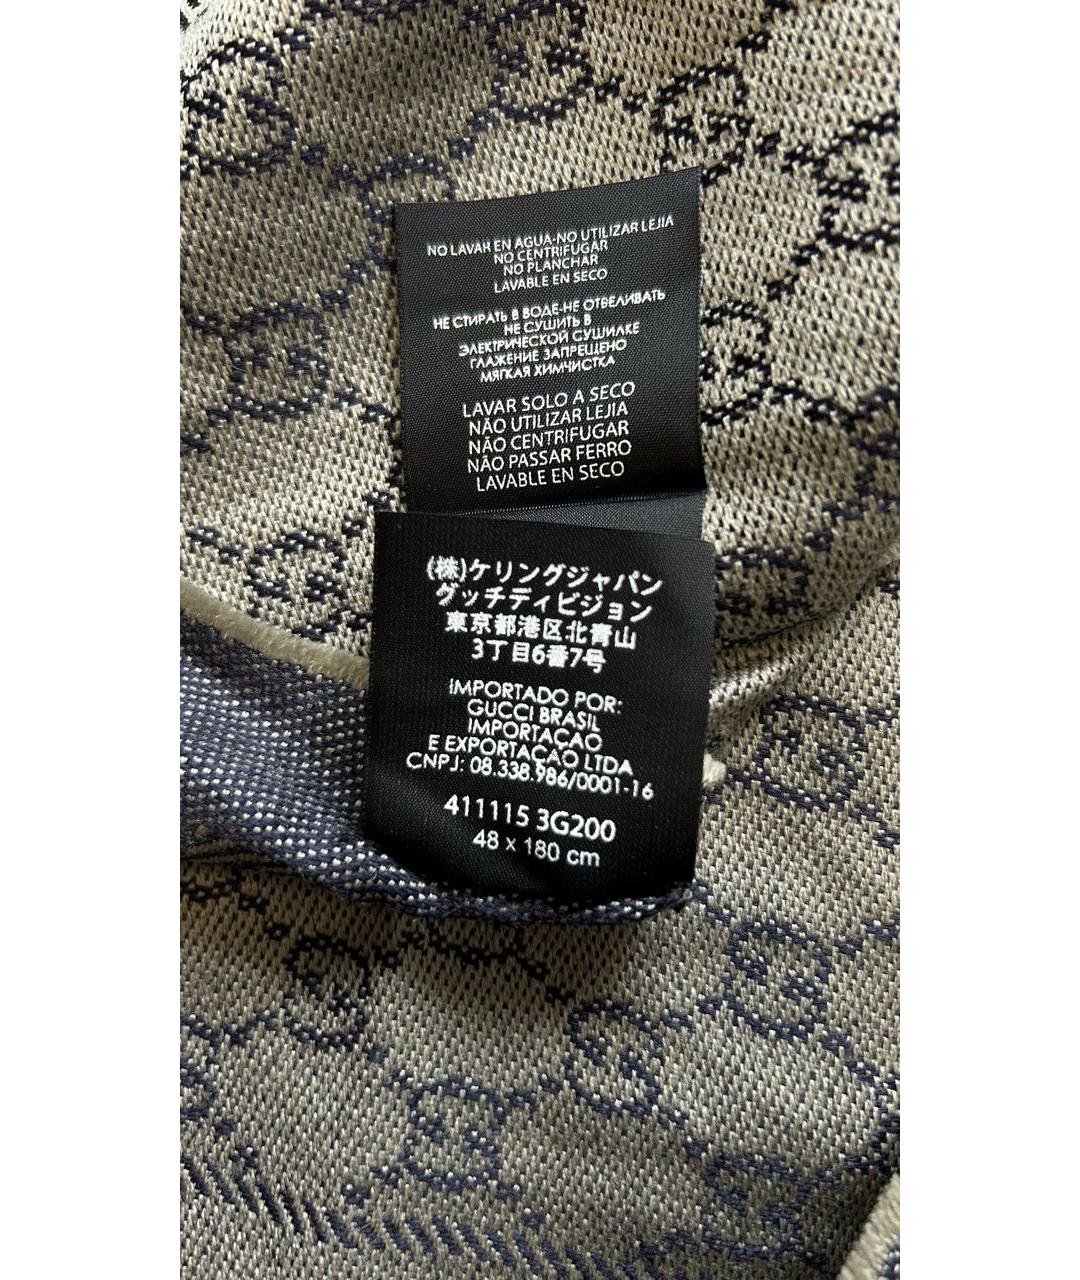 NO LAVAR EN AGUA-NO UTILIZAR LEJIA
NO CENTRIFUGAR
NO PLANCHAR
LAVABLE EN SECO
НЕ СТИРАТЬ В ВОДЕ-НЕ ОТБЕЛИВАТЬ
НЕ СУШИТЬ В
ЭЛЕКТРИЧЕСКОЙ СУШИЛКЕ
ГЛАЖЕНИЕ ЗАПРЕЩЕНО
МЯГКАЯ ХИМЧИСТКА
LAVAR SOLO A SECO
NÃO UTILIZAR LEJIA
NÃO CENTRIFUGAR
NÃO PASSAR FERRO
LAVABLE EN SECO
(株)ケリングジャパン
グッチディビジョン
東京都港区北青山
3丁目6番7号
IMPORTADO POR:
GUCCI BRASIL
IMPORTAÇAO
E EXPORTAÇAO LTDA
CNPJ: 08.338.986/0001-16
411115 3G200
48 x 180 cm